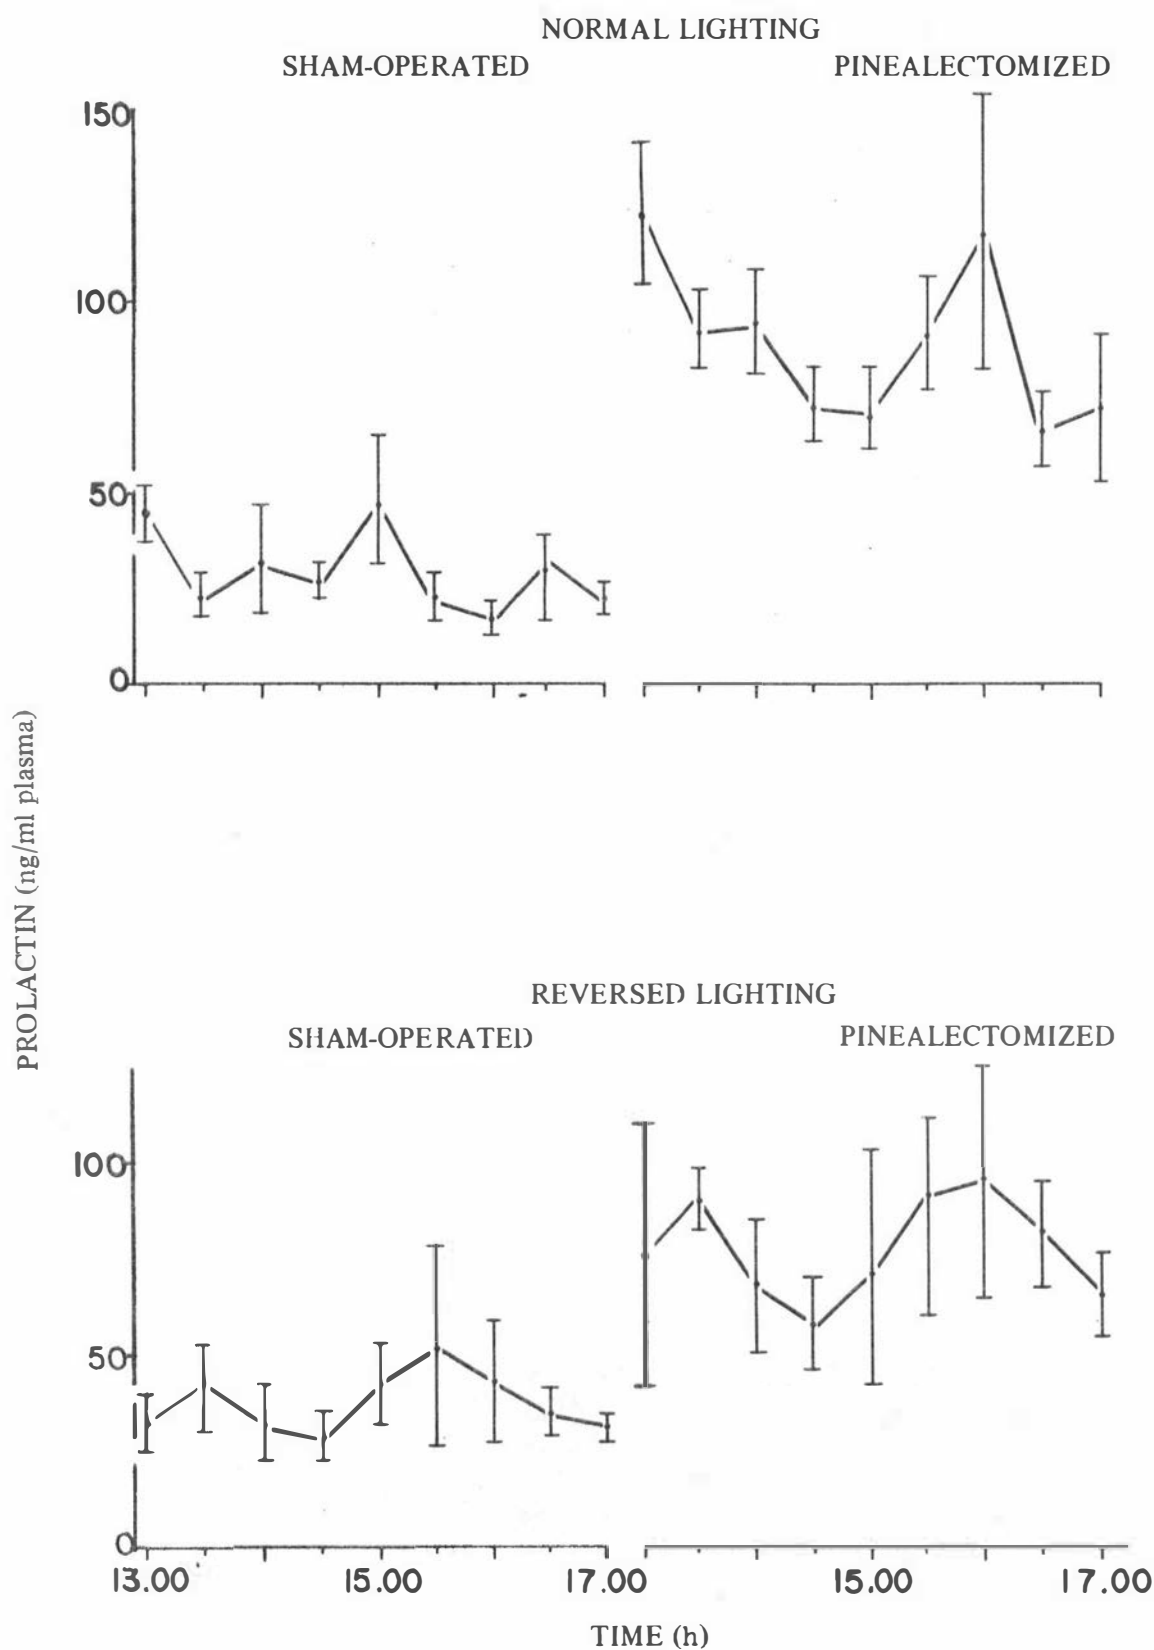 NORMAL LIGHTING
SHAM-OPERATED
PINEALECTOMIZED
150
100
50
0
PROLACTIN (ng/ml plasma)
REVERSED LIGHTING
SHAM-OPERATED
PINEALECTOMIZED
100
50
0
13.00 15.00 17.00 15.00 17.00
TIME (h)